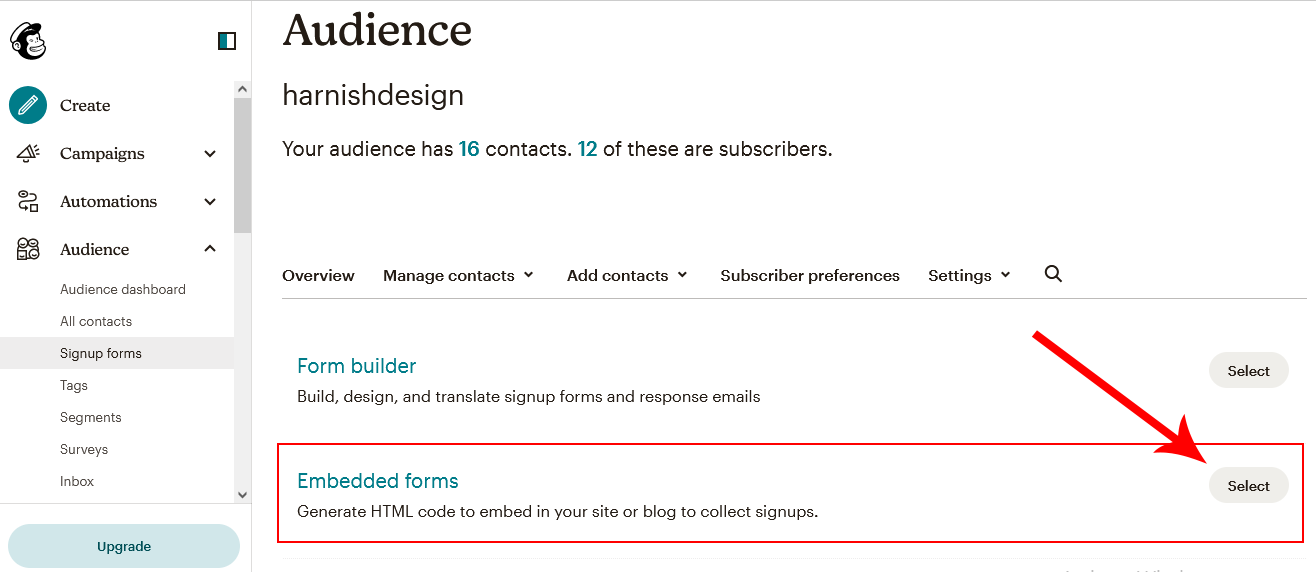 Audience
harnishdesign
Your audience has 16 contacts. 12 of these are subscribers.
Create
Campaigns
Automations
Audience
Audience dashboard
All contacts
Signup forms
Tags
Segments
Surveys
Inbox
Upgrade
Overview Manage contacts Add contacts Subscriber preferences Settings
Form builder
Build, design, and translate signup forms and response emails
Select
Embedded forms
Generate HTML code to embed in your site or blog to collect signups.
Select